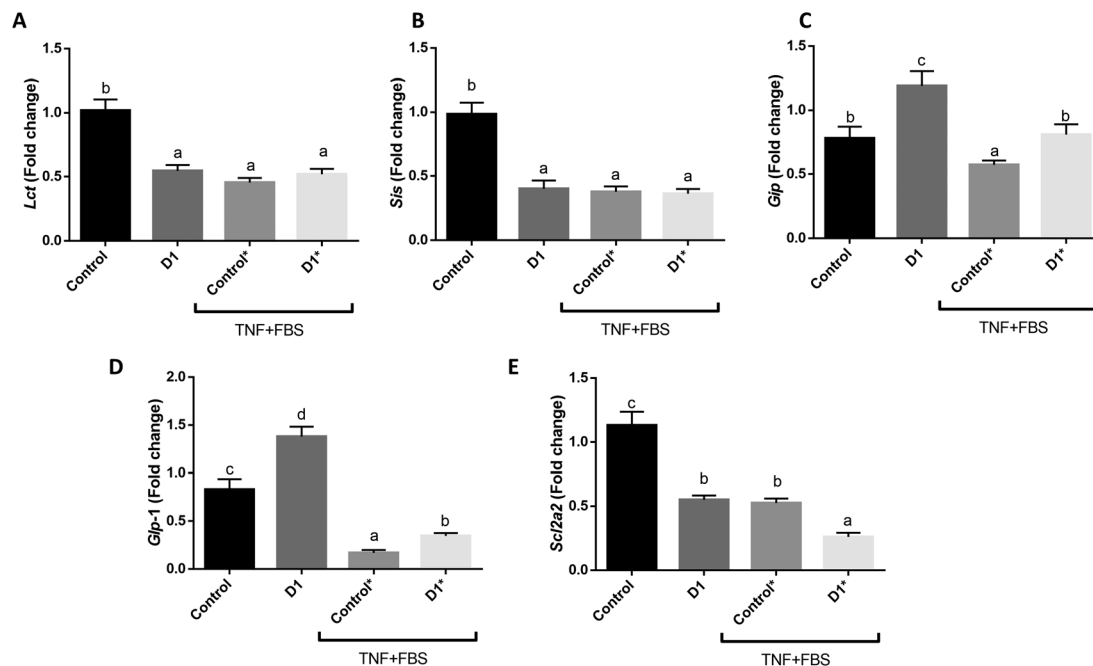 A
Lct (Fold change)
1.5
1.0
0.5
0.0
b
a
a
a
Control
D1
Control*
D1*
TNF+FBS
B
Sis (Fold change)
1.5
1.0
0.5
0.0
b
a
a
a
Control
D1
Control*
D1*
TNF+FBS
C
Gip (Fold change)
1.5
1.0
0.5
0.0
b
c
a
b
Control
D1
Control*
D1*
TNF+FBS
D
Glp-1 (Fold change)
2.0
1.5
1.0
0.5
0.0
c
d
a
b
Control
D1
Control*
D1*
TNF+FBS
E
Scl2a2 (Fold change)
1.5
1.0
0.5
0.0
c
b
b
a
Control
D1
Control*
D1*
TNF+FBS